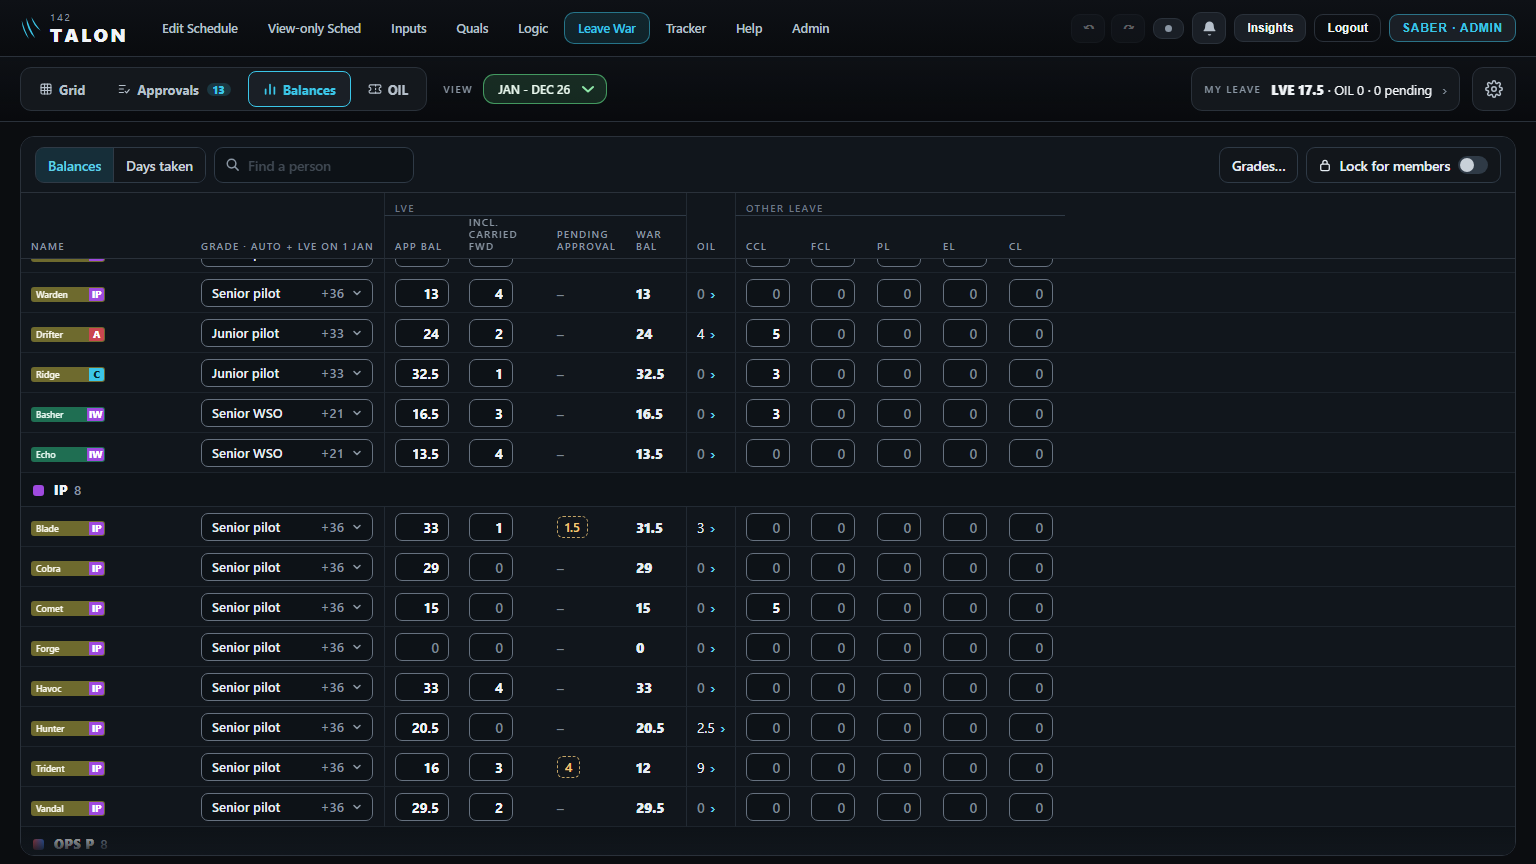 142
TALON
Edit Schedule
View-only Sched
Inputs
Quals
Logic
Leave War
Tracker
Help
Admin
Insights
Logout
SABER · ADMIN
Grid
Approvals 13
Balances
OIL
VIEW
JAN - DEC 26
MY LEAVE LVE 17.5 · OIL 0 · 0 pending ›
Balances
Days taken
Find a person
Grades...
Lock for members
LVE
OTHER LEAVE
NAME
GRADE · AUTO + LVE ON 1 JAN
APP BAL
INCL. CARRIED FWD
PENDING APPROVAL
WAR BAL
OIL
CCL
FCL
PL
EL
CL
Warden IP Senior pilot +36 13 4 – 13 0 › 0 0 0 0 0
Drifter A Junior pilot +33 24 2 – 24 4 › 5 0 0 0 0
Ridge C Junior pilot +33 32.5 1 – 32.5 0 › 3 0 0 0 0
Basher IW Senior WSO +21 16.5 3 – 16.5 0 › 3 0 0 0 0
Echo IW Senior WSO +21 13.5 4 – 13.5 0 › 0 0 0 0 0
IP 8
Blade IP Senior pilot +36 33 1 1.5 31.5 3 › 0 0 0 0 0
Cobra IP Senior pilot +36 29 0 – 29 0 › 0 0 0 0 0
Comet IP Senior pilot +36 15 0 – 15 0 › 5 0 0 0 0
Forge IP Senior pilot +36 0 0 – 0 0 › 0 0 0 0 0
Havoc IP Senior pilot +36 33 4 – 33 0 › 0 0 0 0 0
Hunter IP Senior pilot +36 20.5 0 – 20.5 2.5 › 0 0 0 0 0
Trident IP Senior pilot +36 16 3 4 12 9 › 0 0 0 0 0
Vandal IP Senior pilot +36 29.5 2 – 29.5 0 › 0 0 0 0 0
OPS P 8